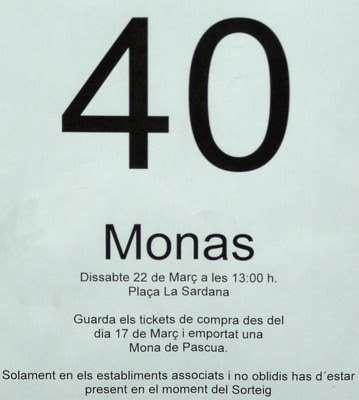 40
Monas
Dissabte 22 de Març a les 13:00 h.
Plaça La Sardana
Guarda els tickets de compra des del
dia 17 de Març i emportat una
Mona de Pascua.
Solament en els establiments associats i no oblidis has d´estar
present en el moment del Sorteig